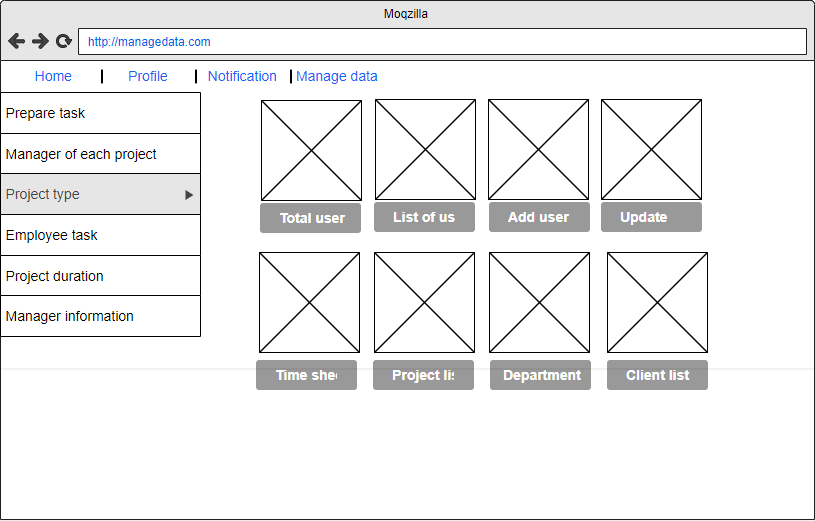 Moqzilla
http://managedata.com
Home Profile Notification Manage data
Prepare task
Manager of each project
Project type
Employee task
Project duration
Manager information
Total user List of us Add user Update
Time shee Project lis Department Client list